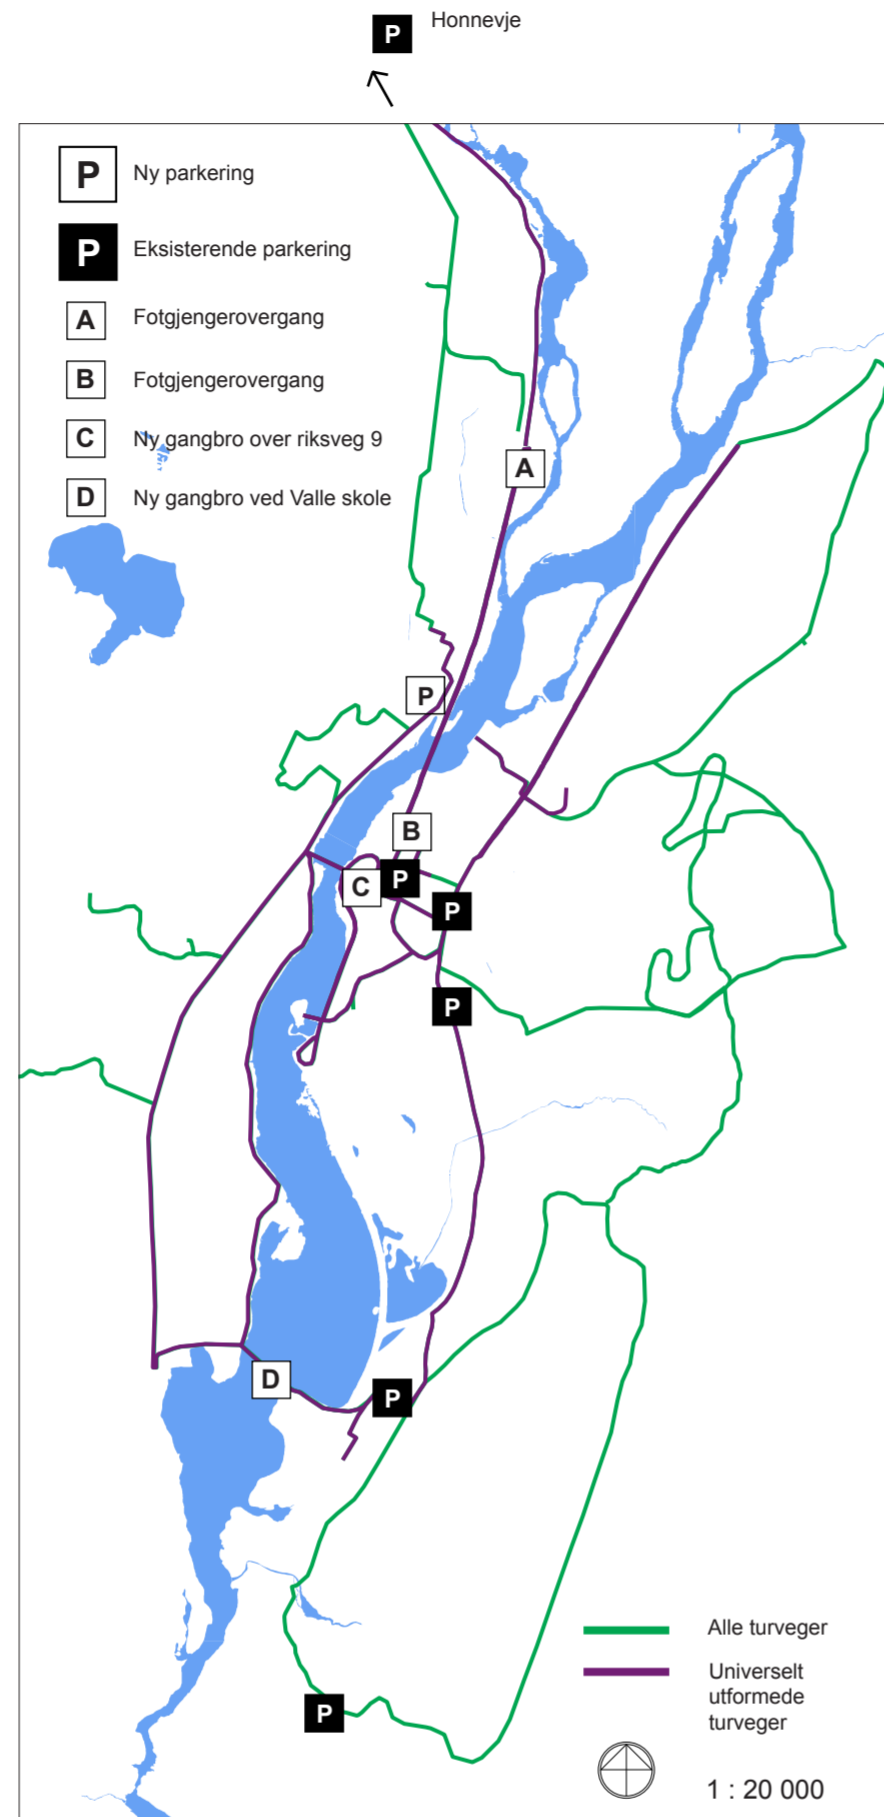 P Honnevje
P Ny parkering
P Eksisterende parkering
A Fotgjengerovergang
B Fotgjengerovergang
C Ny gangbro over riksveg 9
D Ny gangbro ved Valle skole
A
P
B
P
C
P
P
D
P
P
Alle turveger
Universelt
utformede
turveger
1 : 20 000